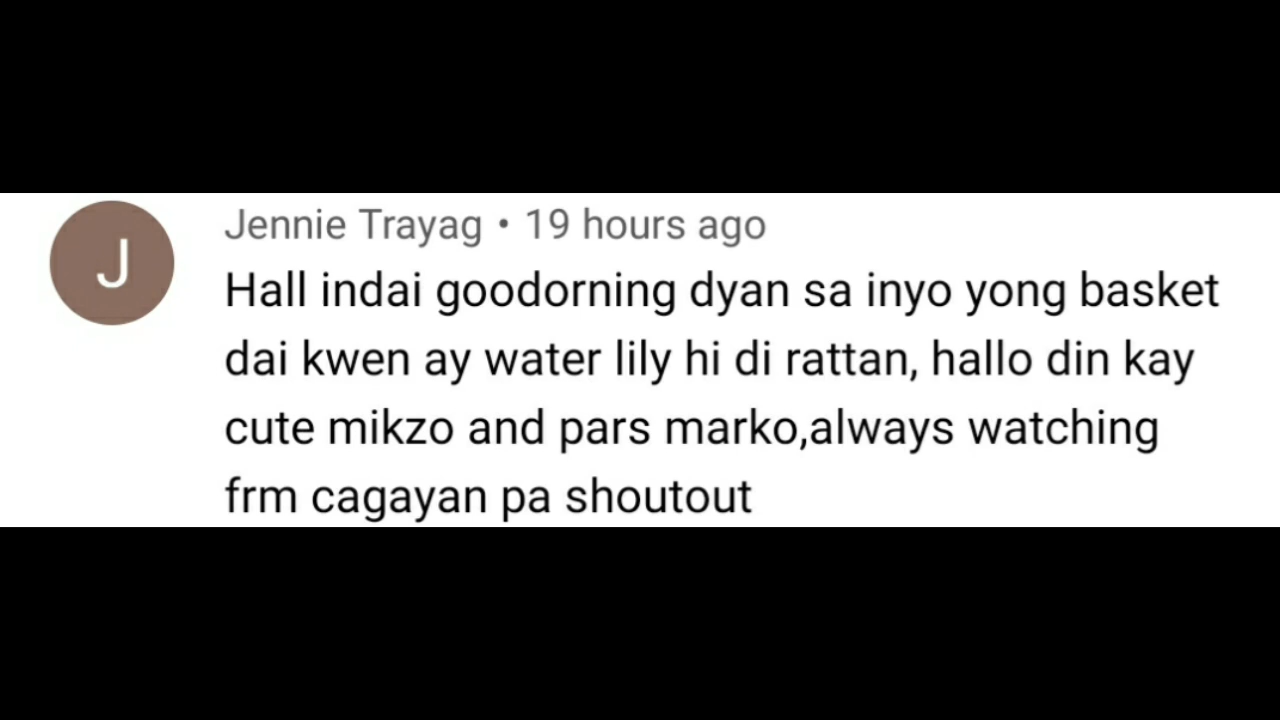 J
Jennie Trayag • 19 hours ago
Hall indai goodorning dyan sa inyo yong basket
dai kwen ay water lily hi di rattan, hallo din kay
cute mikzo and pars marko,always watching
frm cagayan pa shoutout